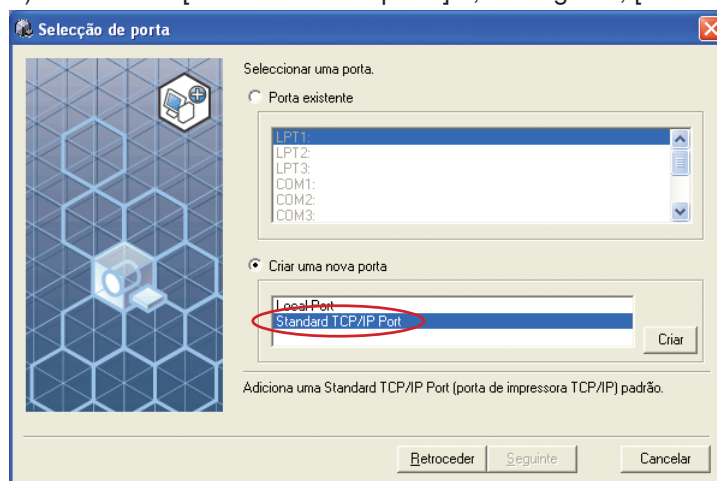 Selecção de porta
Seleccionar uma porta.
Porta existente
LPT1:
LPT2:
LPT3:
COM1:
COM2:
COM3:
Criar uma nova porta
Local Port
Standard TCP/IP Port
Criar
Adiciona uma Standard TCP/IP Port (porta de impressora TCP/IP) padrão.
Retroceder Seguinte Cancelar